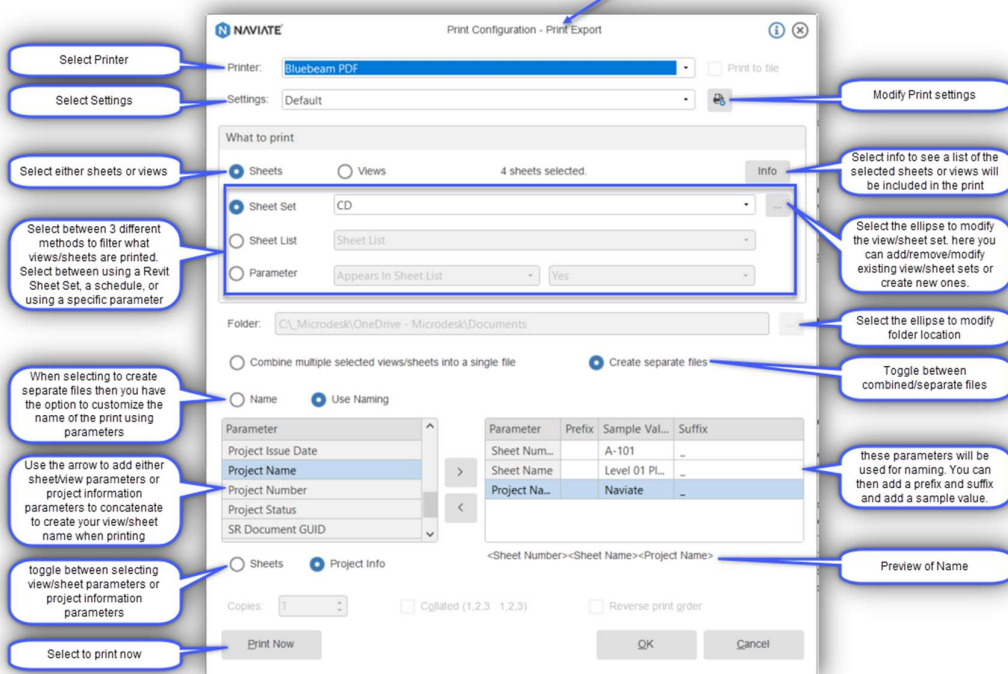 NAVIATE
Print Configuration - Print Export
Select Printer
Printer:
Bluebeam PDF
Print to file
Select Settings
Settings:
Default
Modify Print settings
What to print
Select either sheets or views
Sheets
Views
4 sheets selected.
Info
Select info to see a list of the
selected sheets or views will
be included in the print
Select between 3 different
methods to filter what
views/sheets are printed.
Select between using a Revit
Sheet Set, a schedule, or
using a specific parameter
Sheet Set
CD
...
Sheet List
Sheet List
Parameter
Appears In Sheet List
Yes
Select the ellipse to modify
the view/sheet set. here you
can add/remove/modify
existing view/sheet sets or
create new ones.
Folder:
C:\_Microdesk\OneDrive - Microdesk\Documents
...
Select the ellipse to modify
folder location
Combine multiple selected views/sheets into a single file
Create separate files
Toggle between
combined/separate files
When selecting to create
separate files then you have
the option to customize the
name of the print using
parameters
Name
Use Naming
Parameter
Project Issue Date
Project Name
Project Number
Project Status
SR Document GUID
>
<
Parameter Prefix Sample Val... Suffix
Sheet Num... A-101 _
Sheet Name Level 01 Pl... _
Project Na... Naviate _
Use the arrow to add either
sheet/view parameters or
project information
parameters to concatenate
to create your view/sheet
name when printing
these parameters will be
used for naming. You can
then add a prefix and suffix
and add a sample value.
toggle between selecting
view/sheet parameters or
project information
parameters
Sheets
Project Info
<Sheet Number><Sheet Name><Project Name>
Preview of Name
Copies:
1
Collated (1,2,3 1,2,3)
Reverse print order
Select to print now
Print Now
OK
Cancel